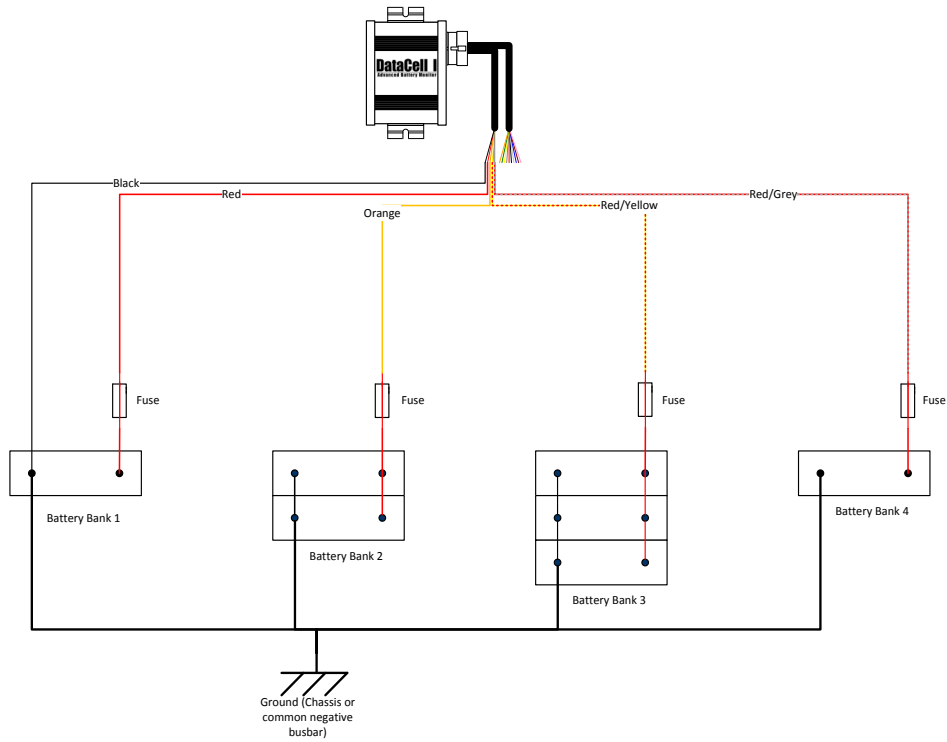 DataCell I
Advanced Battery Monitor
Black
Red
Red/Grey
Orange
Red/Yellow
Fuse
Fuse
Fuse
Fuse
Battery Bank 1
Battery Bank 2
Battery Bank 3
Battery Bank 4
Ground (Chassis or
common negative
busbar)